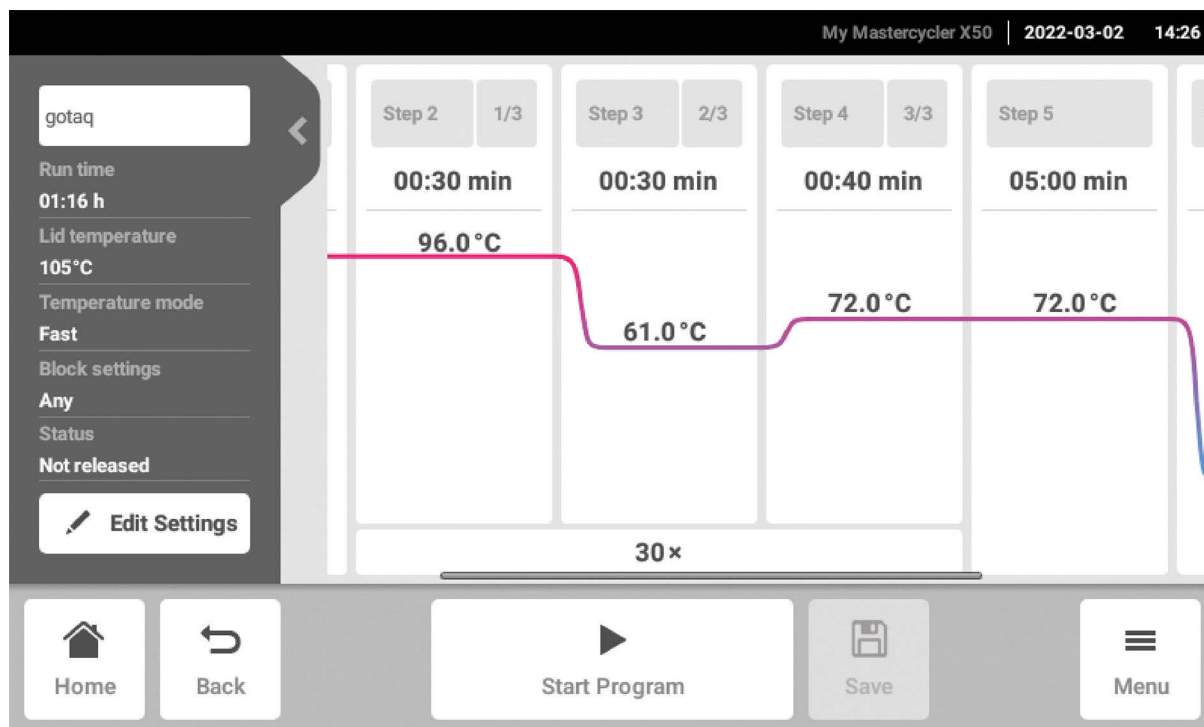 My Mastercycler X50 2022-03-02 14:26
gotaq
Run time
01:16 h
Lid temperature
105°C
Temperature mode
Fast
Block settings
Any
Status
Not released
Edit Settings
Step 2 1/3
00:30 min
96.0°C
Step 3 2/3
00:30 min
61.0°C
Step 4 3/3
00:40 min
72.0°C
Step 5
05:00 min
72.0°C
30×
Home
Back
Start Program
Save
Menu